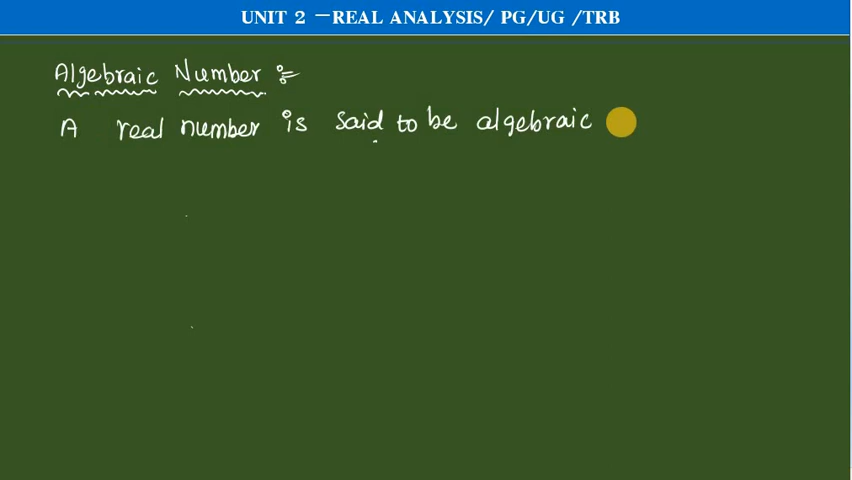 UNIT 2 —REAL ANALYSIS/ PG/UG /TRB
Algebraic Number :=
A real number is said to be algebraic